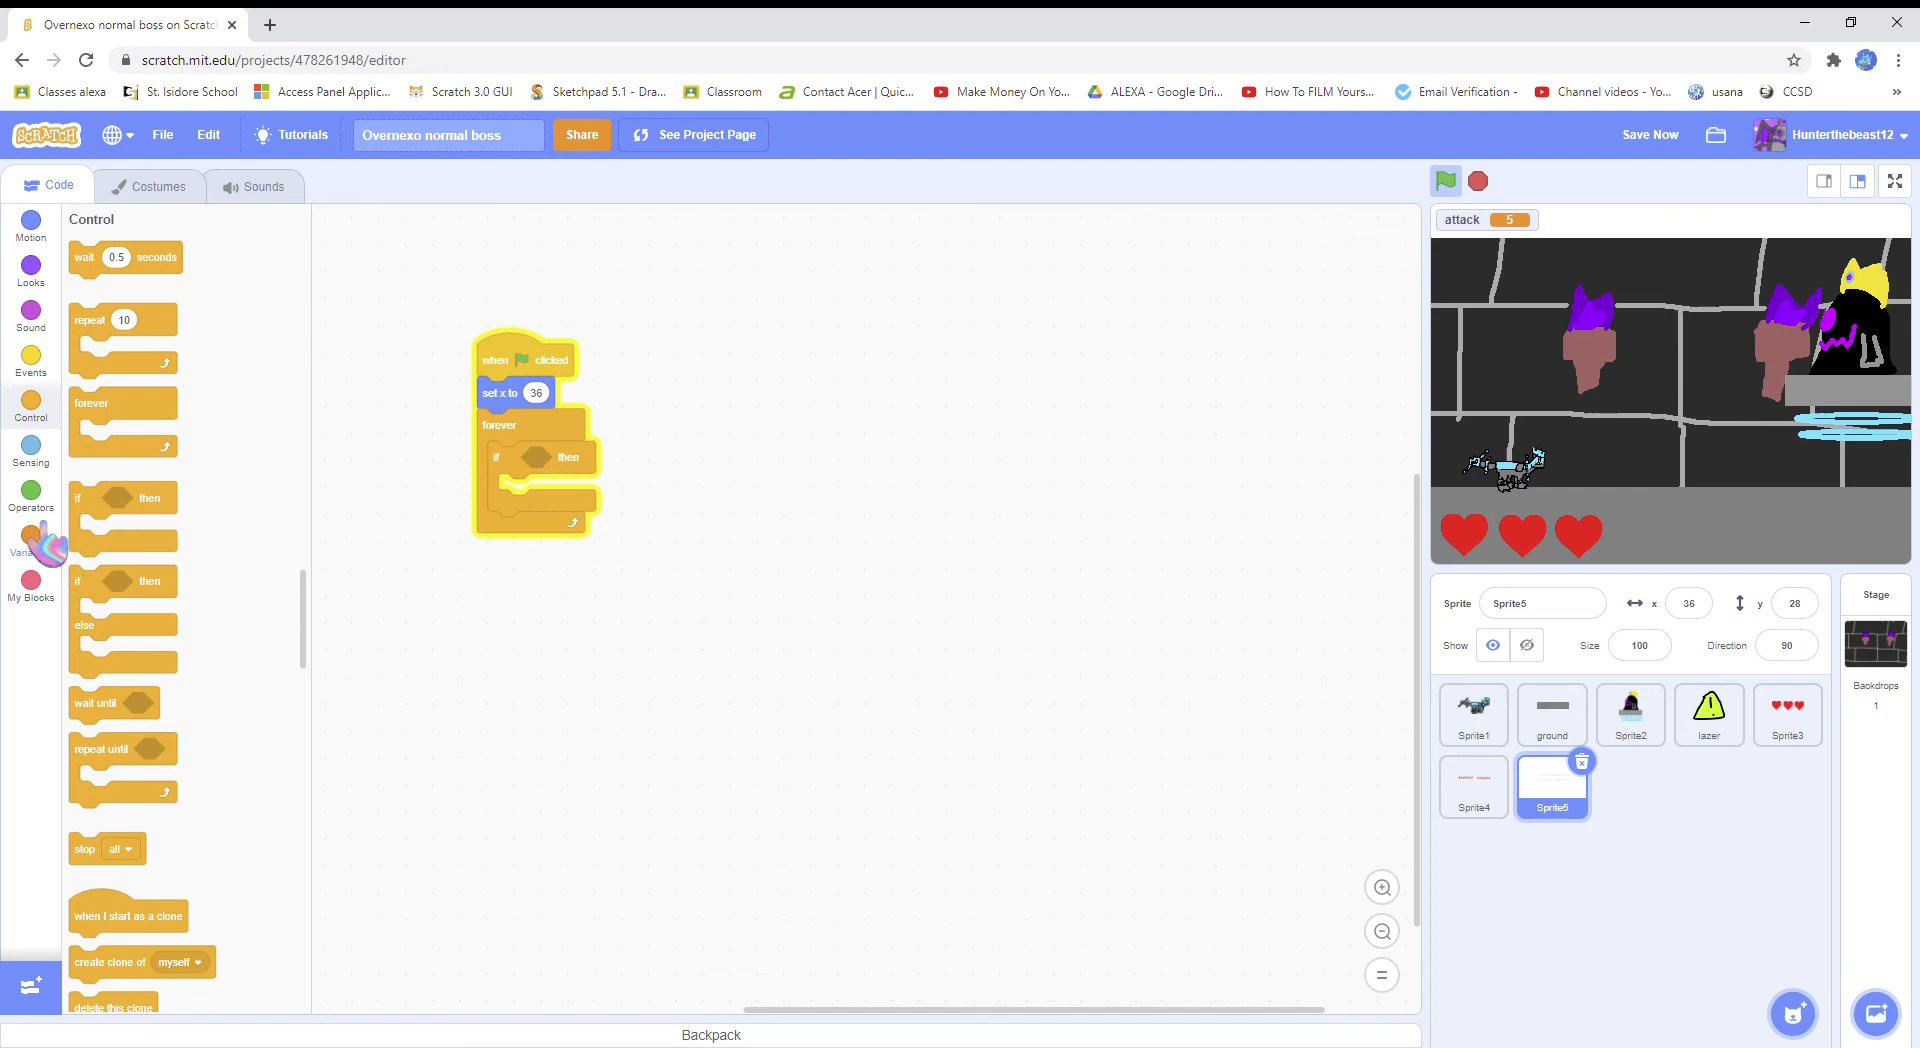 Overnexo normal boss on Scratc
scratch.mit.edu/projects/478261948/editor
Classes alexa St. Isidore School Access Panel Applic... Scratch 3.0 GUI Sketchpad 5.1 - Dra... Classroom Contact Acer | Quic... Make Money On Yo... ALEXA - Google Dri... How To FILM Yours... Email Verification - Channel videos - Yo... usana CCSD »
SCRATCH File Edit Tutorials Overnexo normal boss Share See Project Page Save Now Hunterthebeast12
Code Costumes Sounds
Motion
Looks
Sound
Events
Control
Sensing
Operators
My Blocks
Control
wait 0.5 seconds
repeat 10
forever
if then
if then
else
wait until
repeat until
stop all
when I start as a clone
create clone of myself
delete this clone
when clicked
set x to 36
forever
if then
attack 5
Sprite Sprite5 x 36 y 28
Show Size 100 Direction 90
Sprite1 ground Sprite2 lazer Sprite3
Sprite4 Sprite5
Stage
Backdrops
1
Backpack